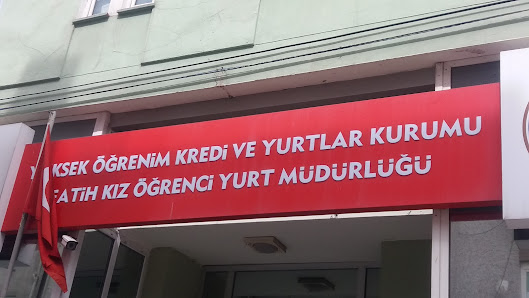 YÜKSEK ÖĞRENİM KREDİ VE YURTLAR KURUMU
FATİH KIZ ÖĞRENCİ YURT MÜDÜRLÜĞÜ